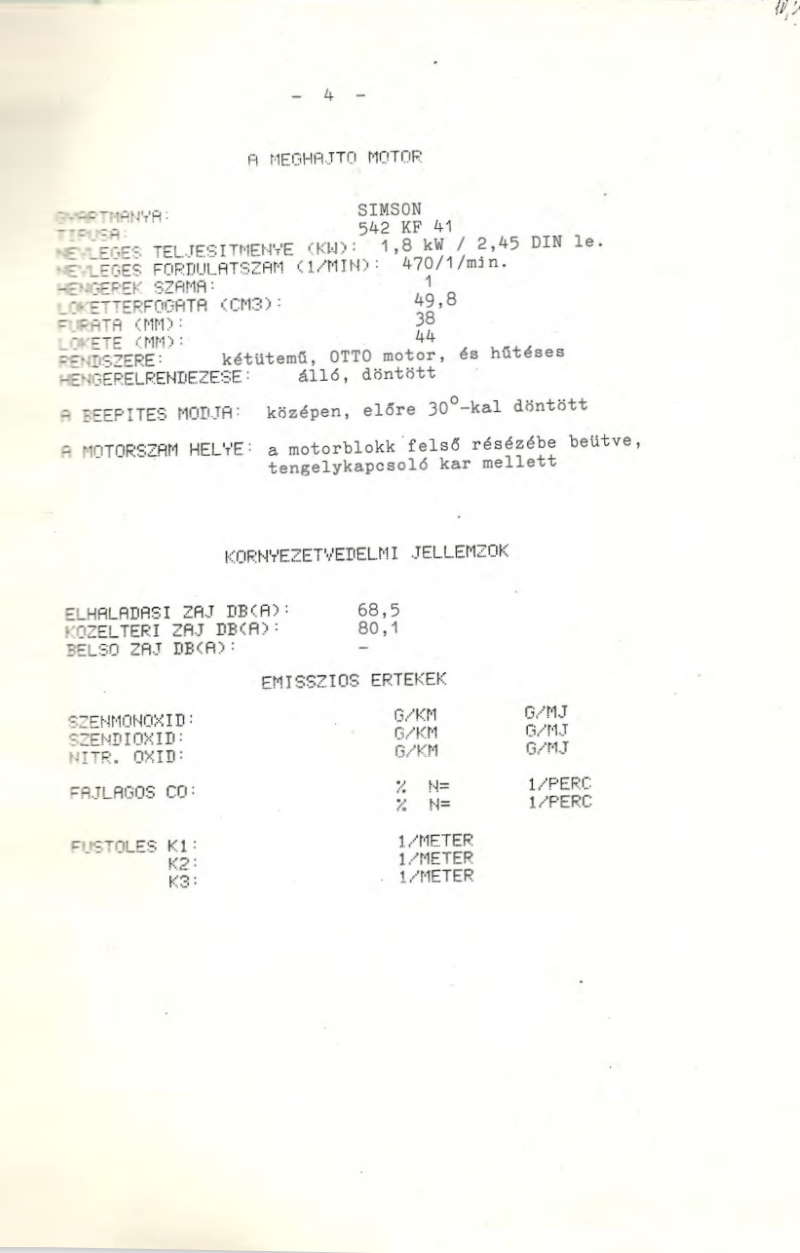 - 4 -
A MEGHAJTO MOTOR
GYARTMANYA: SIMSON
TIPUSA: 542 KF 41
NEVLEGES TELJESITMENYE (KW): 1,8 kW / 2,45 DIN le.
NEVLEGES FORDULATSZAM (1/MIN): 470/1/min.
HENGEREK SZAMA: 1
LOKETTERFOGATA (CM3): 49,8
FURATA (MM): 38
LOKETE (MM): 44
RENDSZERE: kétütemű, OTTO motor, és hűtéses
HENGERELRENDEZESE: álló, döntött
A BEEPITES MODJA: középen, előre 30°-kal döntött
A MOTORSZAM HELYE: a motorblokk felső résézébe beütve,
tengelykapcsoló kar mellett
KORNYEZETVEDELMI JELLEMZOK
ELHALADASI ZAJ DB(A): 68,5
KOZELTERI ZAJ DB(A): 80,1
BELSO ZAJ DB(A): -
EMISSZIOS ERTEKEK
SZENMONOXID: G/KM G/MJ
SZENDIOXID: G/KM G/MJ
NITR. OXID: G/KM G/MJ
FAJLAGOS CO: % N= 1/PERC
% N= 1/PERC
FUSTOLES K1: 1/METER
K2: 1/METER
K3: 1/METER